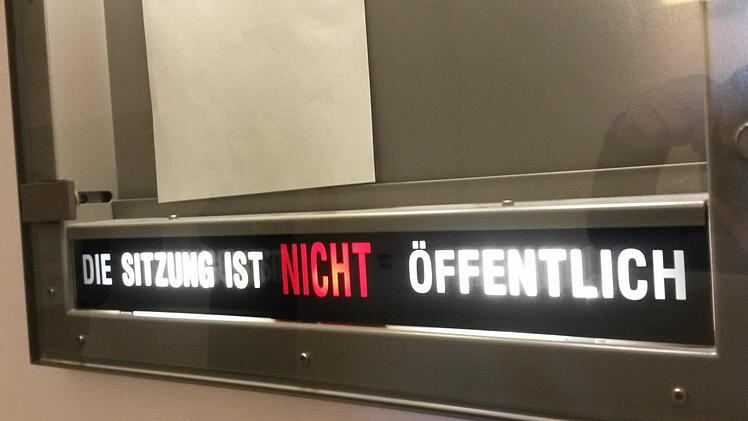 DIE SITZUNG IST NICHT ÖFFENTLICH